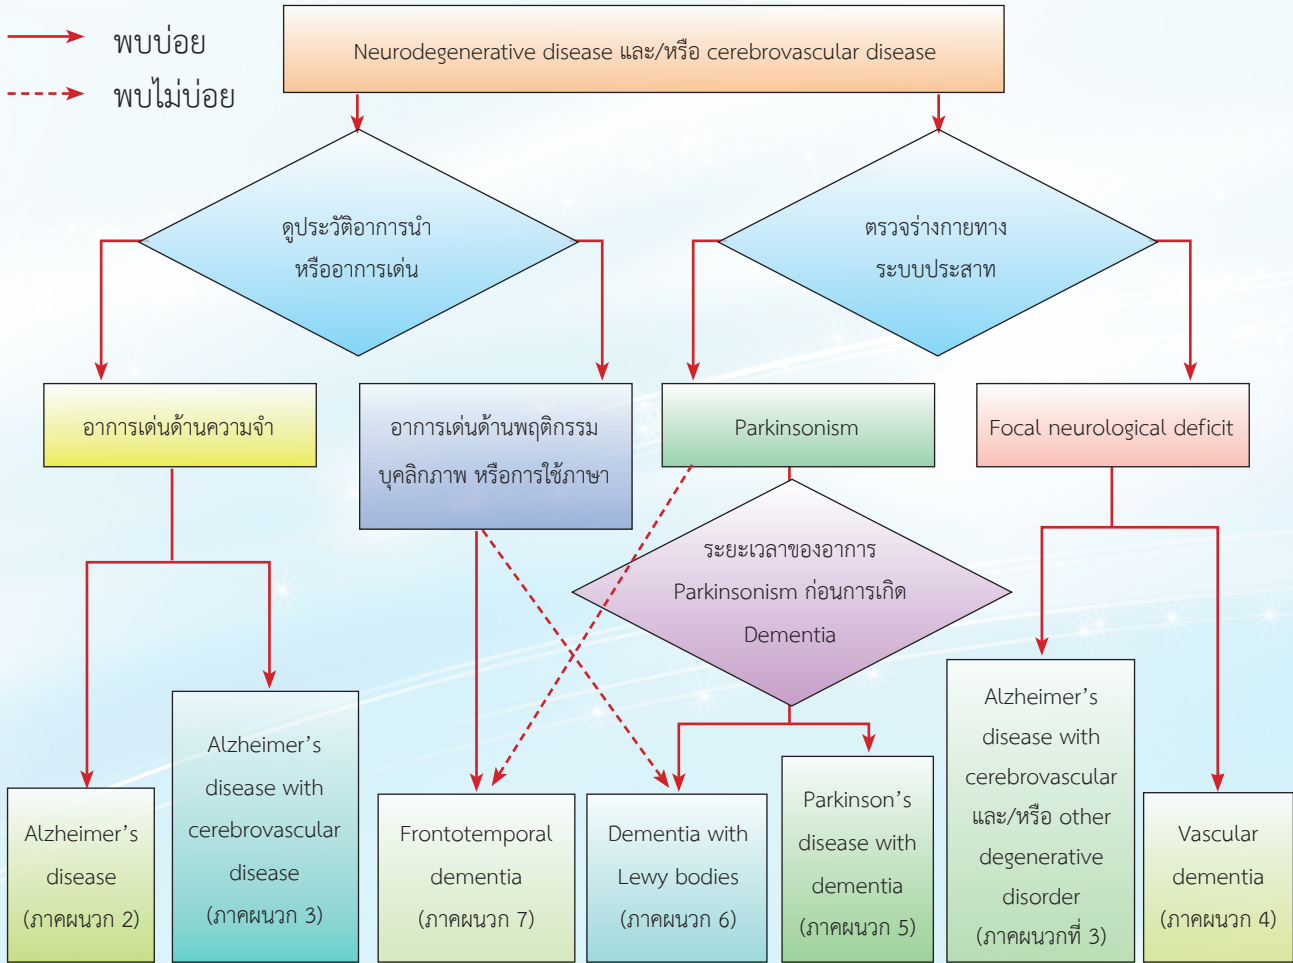 พบบ่อย
พบไม่บ่อย
Neurodegenerative disease และ/หรือ cerebrovascular disease
ดูประวัติอาการนำ
หรืออาการเด่น
ตรวจร่างกายทาง
ระบบประสาท
อาการเด่นด้านความจำ
อาการเด่นด้านพฤติกรรม
บุคลิกภาพ หรือการใช้ภาษา
Parkinsonism
Focal neurological deficit
ระยะเวลาของอาการ
Parkinsonism ก่อนการเกิด
Dementia
Alzheimer’s
disease
(ภาคผนวก 2)
Alzheimer’s
disease with
cerebrovascular
disease
(ภาคผนวก 3)
Frontotemporal
dementia
(ภาคผนวก 7)
Dementia with
Lewy bodies
(ภาคผนวก 6)
Parkinson’s
disease with
dementia
(ภาคผนวก 5)
Alzheimer’s
disease with
cerebrovascular
และ/หรือ other
degenerative
disorder
(ภาคผนวกที่ 3)
Vascular
dementia
(ภาคผนวก 4)